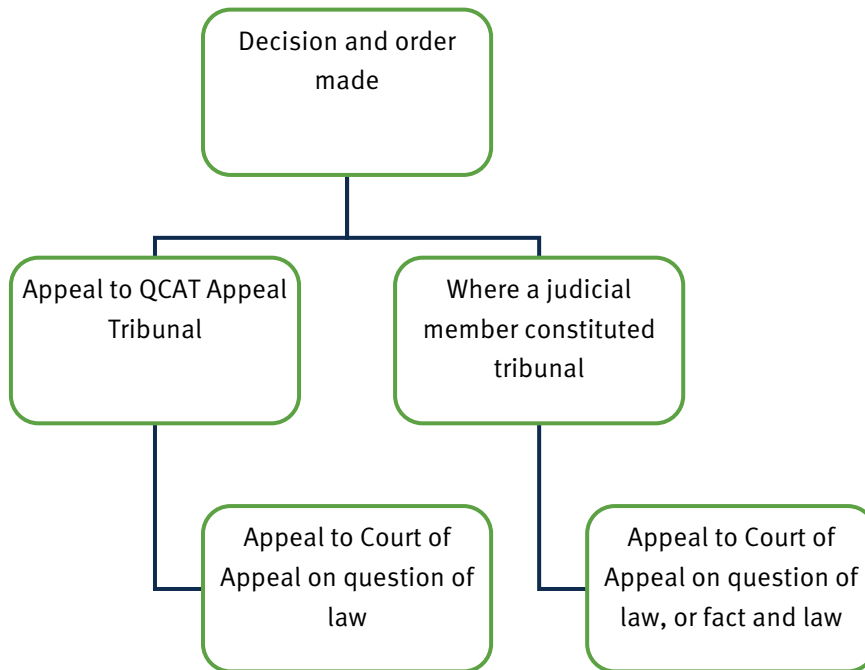 Decision and order
made
Appeal to QCAT Appeal
Tribunal
Where a judicial
member constituted
tribunal
Appeal to Court of
Appeal on question of
law
Appeal to Court of
Appeal on question of
law, or fact and law